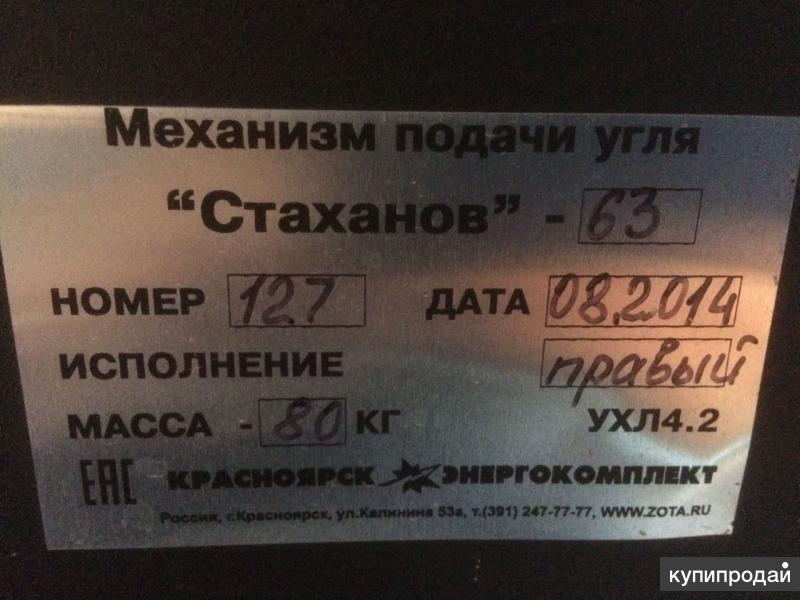 Механизм подачи угля
“Стаханов” - 63
НОМЕР 127 ДАТА 08.2014
ИСПОЛНЕНИЕ правый
МАССА - 80 КГ УХЛ4.2
EAC КРАСНОЯРСК ЭНЕРГОКОМПЛЕКТ
Россия, г.Красноярск, ул.Калинина 53а, т.(391) 247-77-77, WWW.ZOTA.RU
купипродай